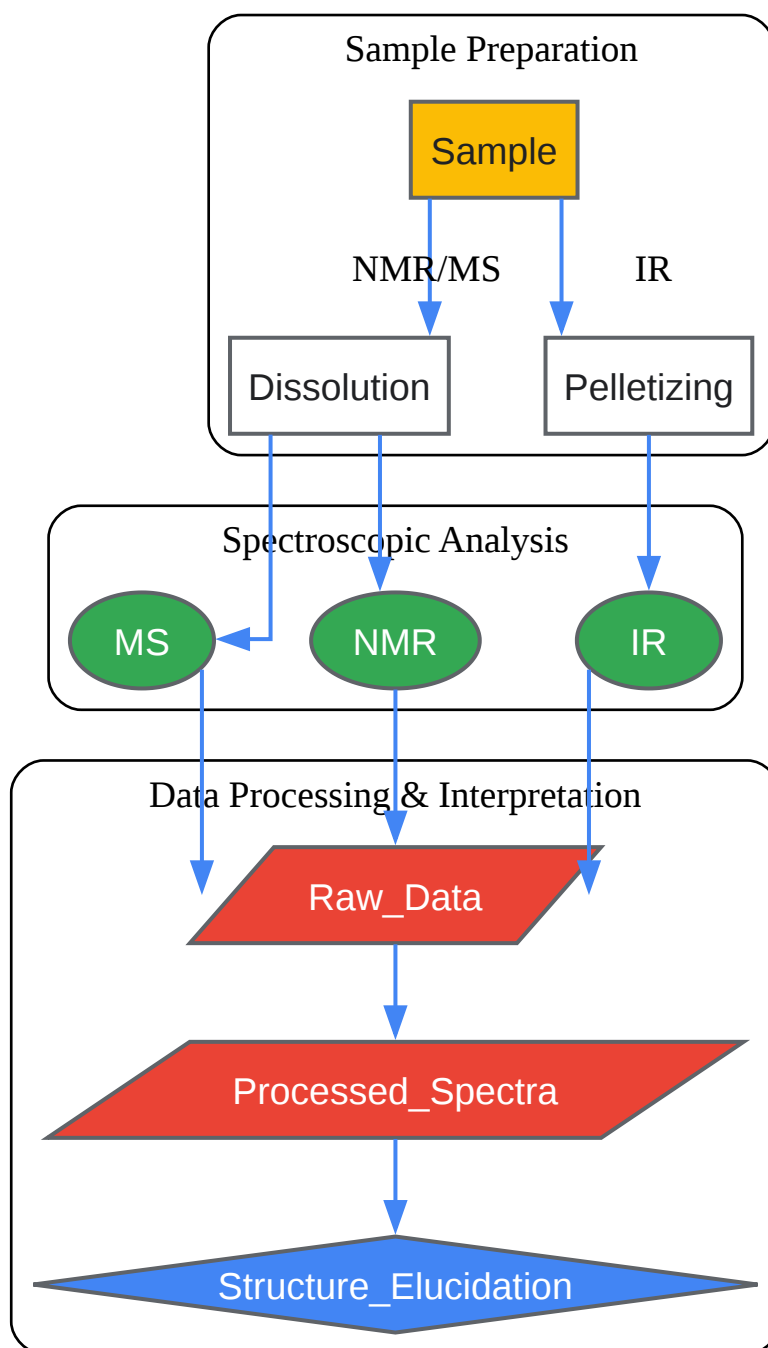 Sample Preparation
Sample
NMR/MS
IR
Dissolution
Pelletizing
Spectroscopic Analysis
MS
NMR
IR
Data Processing & Interpretation
Raw_Data
Processed_Spectra
Structure_Elucidation